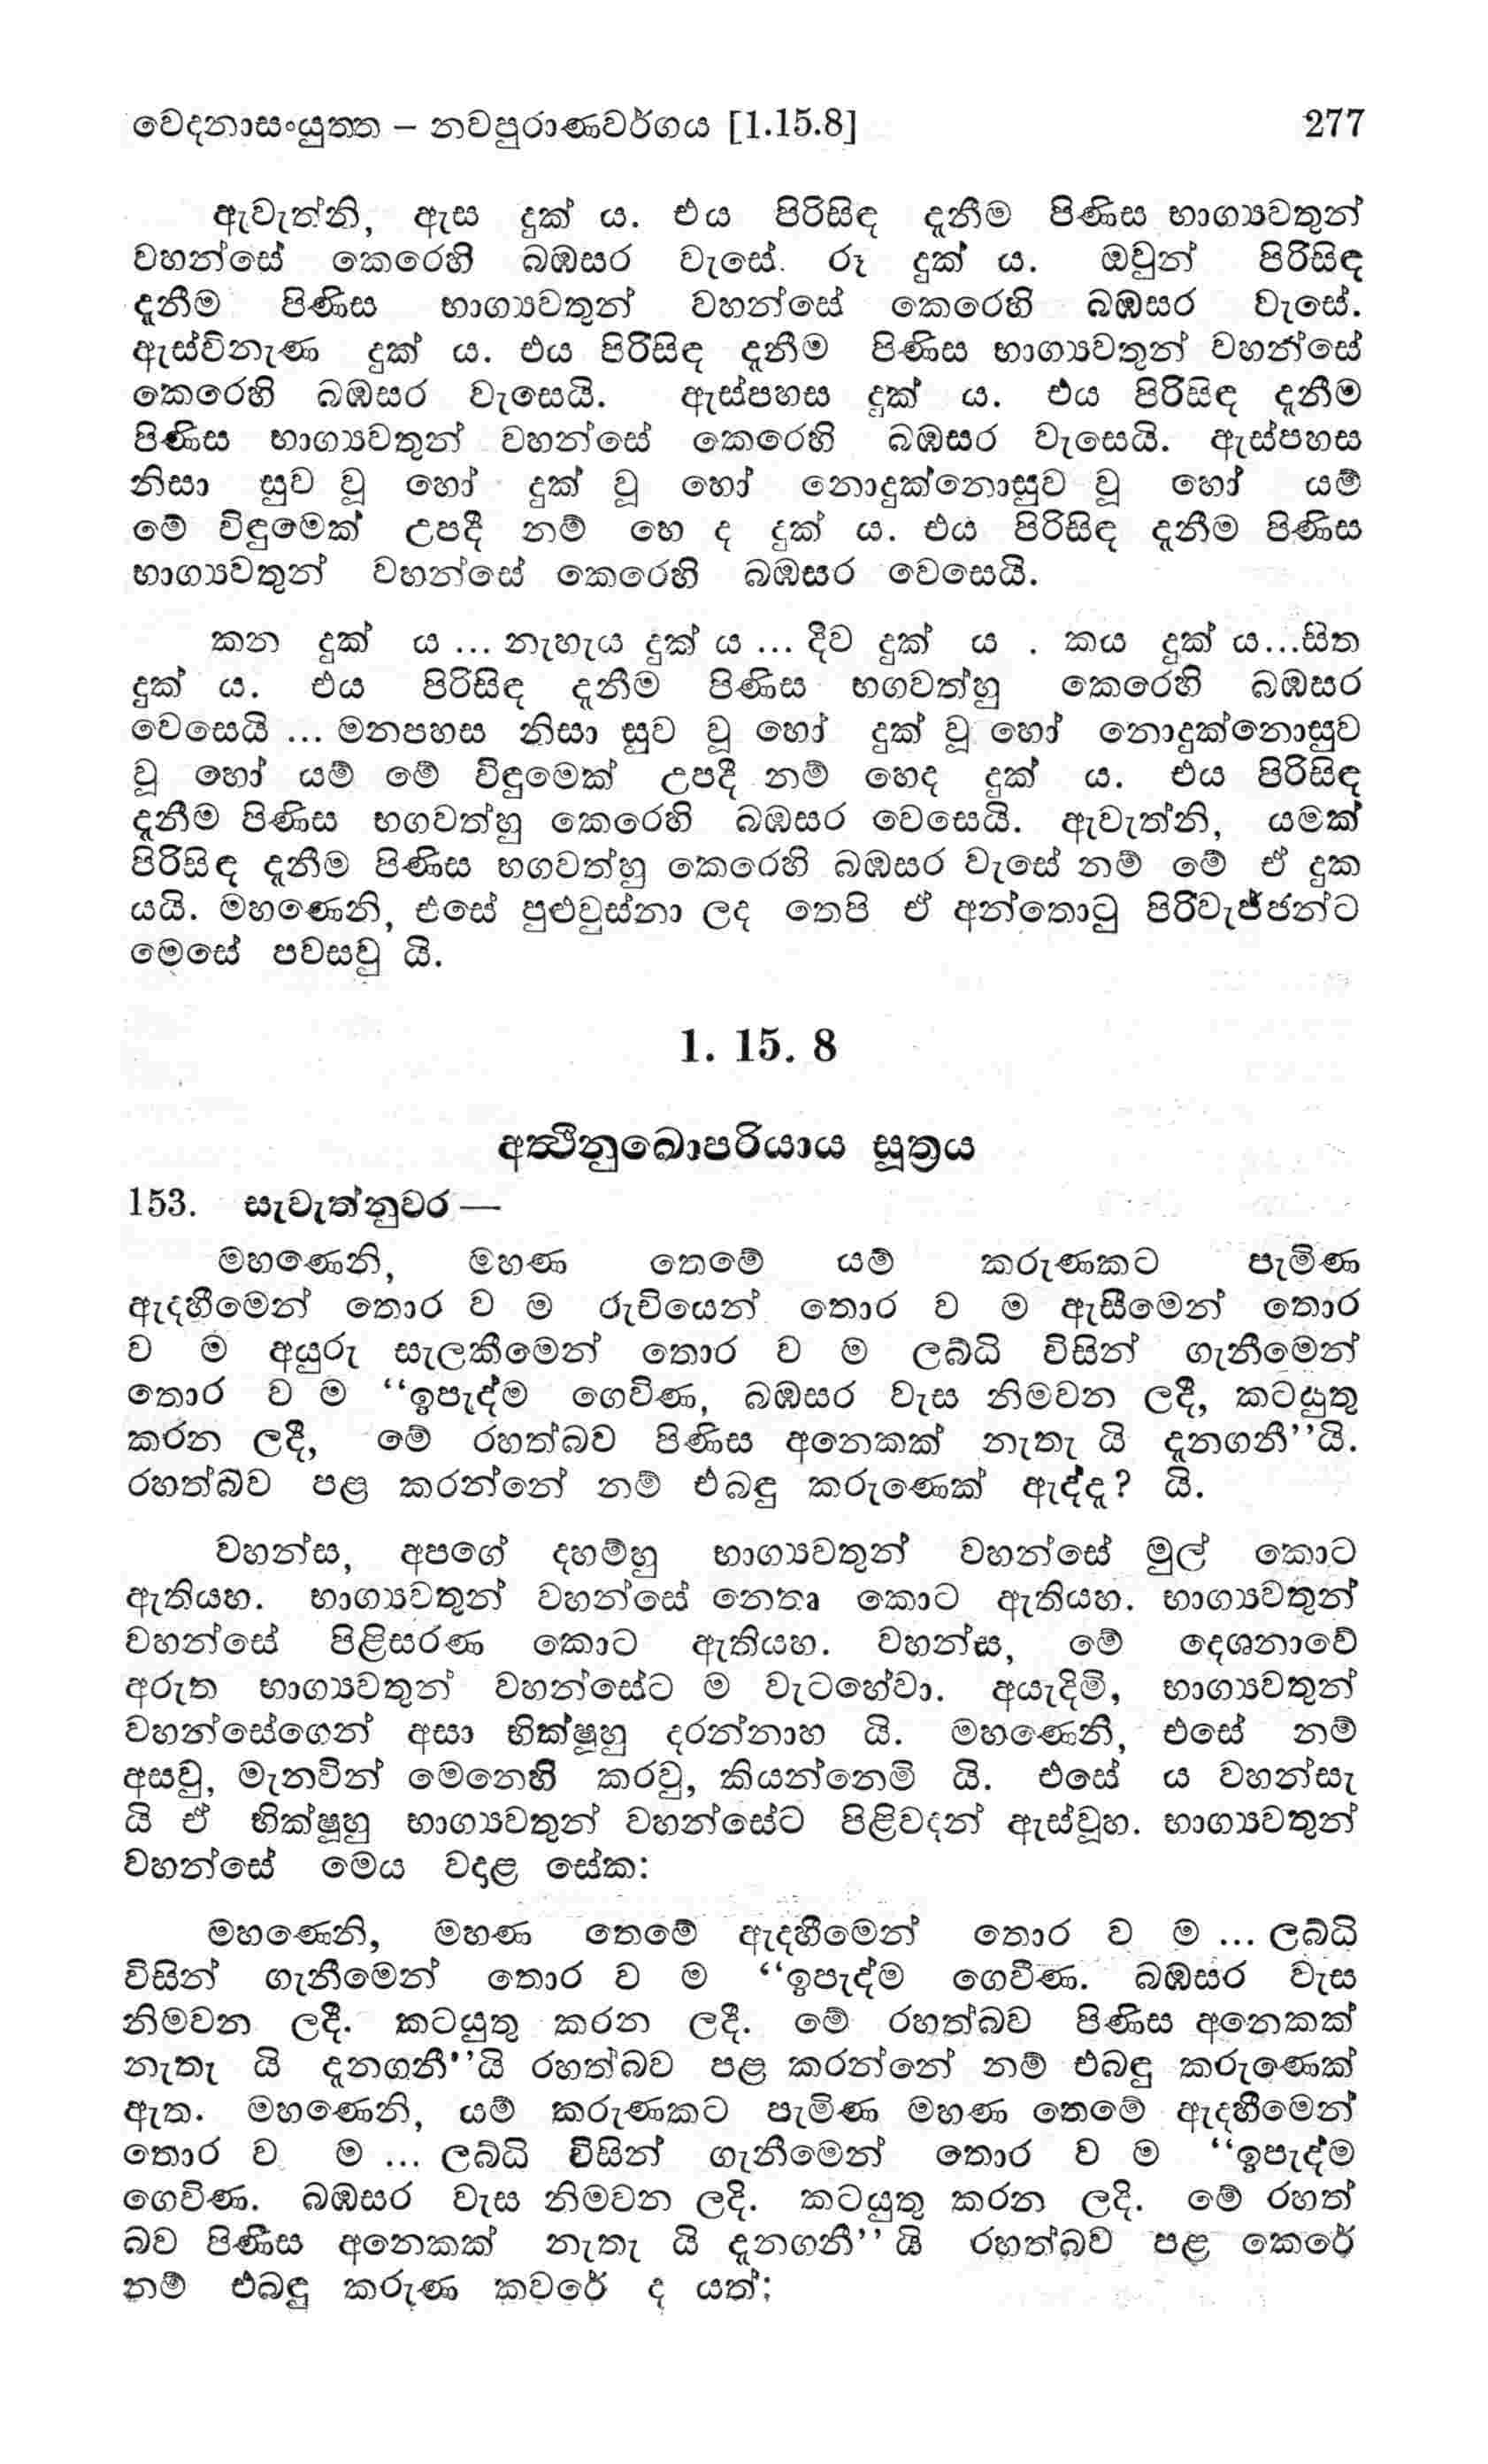 වෙදනාසංයුත්ත – නවපුරාණවර්ගය [1.15.8] 277
ඇවැත්නි, ඇස දුක් ය. එය පිරිසිඳ දැනීම පිණිස භාග්‍යවතුන්
වහන්සේ කෙරෙහි බඹසර වැසේ. රූ දුක් ය. ඔවුන් පිරිසිඳ
දැනීම පිණිස භාග්‍යවතුන් වහන්සේ කෙරෙහි බඹසර වැසේ.
ඇස්විනැණ දුක් ය. එය පිරිසිඳ දැනීම පිණිස භාග්‍යවතුන් වහන්සේ
කෙරෙහි බඹසර වැසෙයි. ඇස්පහස දුක් ය. එය පිරිසිඳ දැනීම
පිණිස භාග්‍යවතුන් වහන්සේ කෙරෙහි බඹසර වැසෙයි. ඇස්පහස
නිසා සුව වූ හෝ දුක් වූ හෝ නොදුක්නොසුව වූ හෝ යම්
මේ විඳුමෙක් උපදී නම් හෙ ද දුක් ය. එය පිරිසිඳ දැනීම පිණිස
භාග්‍යවතුන් වහන්සේ කෙරෙහි බඹසර වෙසෙයි.
කන දුක් ය ... නැහැය දුක් ය ... දිව දුක් ය . කය දුක් ය...සිත
දුක් ය. එය පිරිසිඳ දැනීම පිණිස භගවත්හු කෙරෙහි බඹසර
වෙසෙයි ... මනපහස නිසා සුව වූ හෝ දුක් වූ හෝ නොදුක්නොසුව
වූ හෝ යම් මේ විඳුමෙක් උපදී නම් හෙද දුක් ය. එය පිරිසිඳ
දැනීම පිණිස භගවත්හු කෙරෙහි බඹසර වෙසෙයි. ඇවැත්නි, යමක්
පිරිසිඳ දැනීම පිණිස භගවත්හු කෙරෙහි බඹසර වැසේ නම් මේ ඒ දුක
යයි. මහණෙනි, එසේ පුළුවුස්නා ලද තෙපි ඒ අන්තොටු පිරිවැජ්ජන්ට
මෙසේ පවසවු යි.
1. 15. 8
අත්‍ථිනුඛොපරියාය සූත්‍රය
153. සැවැත්නුවර —
මහණෙනි, මහණ තෙමේ යම් කරුණකට පැමිණ
ඇදහීමෙන් තොර ව ම රුචියෙන් තොර ව ම ඇසීමෙන් තොර
ව ම අයුරු සැලකීමෙන් තොර ව ම ලබ්ධි විසින් ගැනීමෙන්
තොර ව ම ‘‘ඉපැද්ම ගෙවිණ, බඹසර වැස නිමවන ලදී, කටයුතු
කරන ලදී, මේ රහත්බව පිණිස අනෙකක් නැතැ යි දැනගනී’’යි.
රහත්බව පළ කරන්නේ නම් එබඳු කරුණෙක් ඇද්ද? යි.
වහන්ස, අපගේ දහම්හු භාග්‍යවතුන් වහන්සේ මුල් කොට
ඇතියහ. භාග්‍යවතුන් වහන්සේ නෙතෘ කොට ඇතියහ. භාග්‍යවතුන්
වහන්සේ පිළිසරණ කොට ඇතියහ. වහන්ස, මේ දෙශනාවේ
අරුත භාග්‍යවතුන් වහන්සේට ම වැටහේවා. අයැදිමි, භාග්‍යවතුන්
වහන්සේගෙන් අසා භික්ෂූහු දරන්නාහ යි. මහණෙනි, එසේ නම්
අසවු, මැනවින් මෙනෙහි කරවු, කියන්නෙමි යි. එසේ ය වහන්සැ
යි ඒ භික්ෂූහු භාග්‍යවතුන් වහන්සේට පිළිවදන් ඇස්වූහ. භාග්‍යවතුන්
වහන්සේ මෙය වදාළ සේක:
මහණෙනි, මහණ තෙමේ ඇදහීමෙන් තොර ව ම ... ලබ්ධි
විසින් ගැනීමෙන් තොර ව ම ‘‘ඉපැද්ම ගෙවිණ. බඹසර වැස
නිමවන ලදී. කටයුතු කරන ලදී. මේ රහත්බව පිණිස අනෙකක්
නැතැ යි දැනගනී’’යි රහත්බව පළ කරන්නේ නම් එබඳු කරුණෙක්
ඇත. මහණෙනි, යම් කරුණකට පැමිණ මහණ තෙමේ ඇදහීමෙන්
තොර ව ම ... ලබ්ධි විසින් ගැනීමෙන් තොර ව ම ‘‘ඉපැද්ම
ගෙවිණ. බඹසර වැස නිමවන ලදි. කටයුතු කරන ලදි. මේ රහත්
බව පිණිස අනෙකක් නැතැ යි දැනගනී’’ යි රහත්බව පළ කෙරේ
නම් එබඳු කරුණ කවරේ ද යත්: